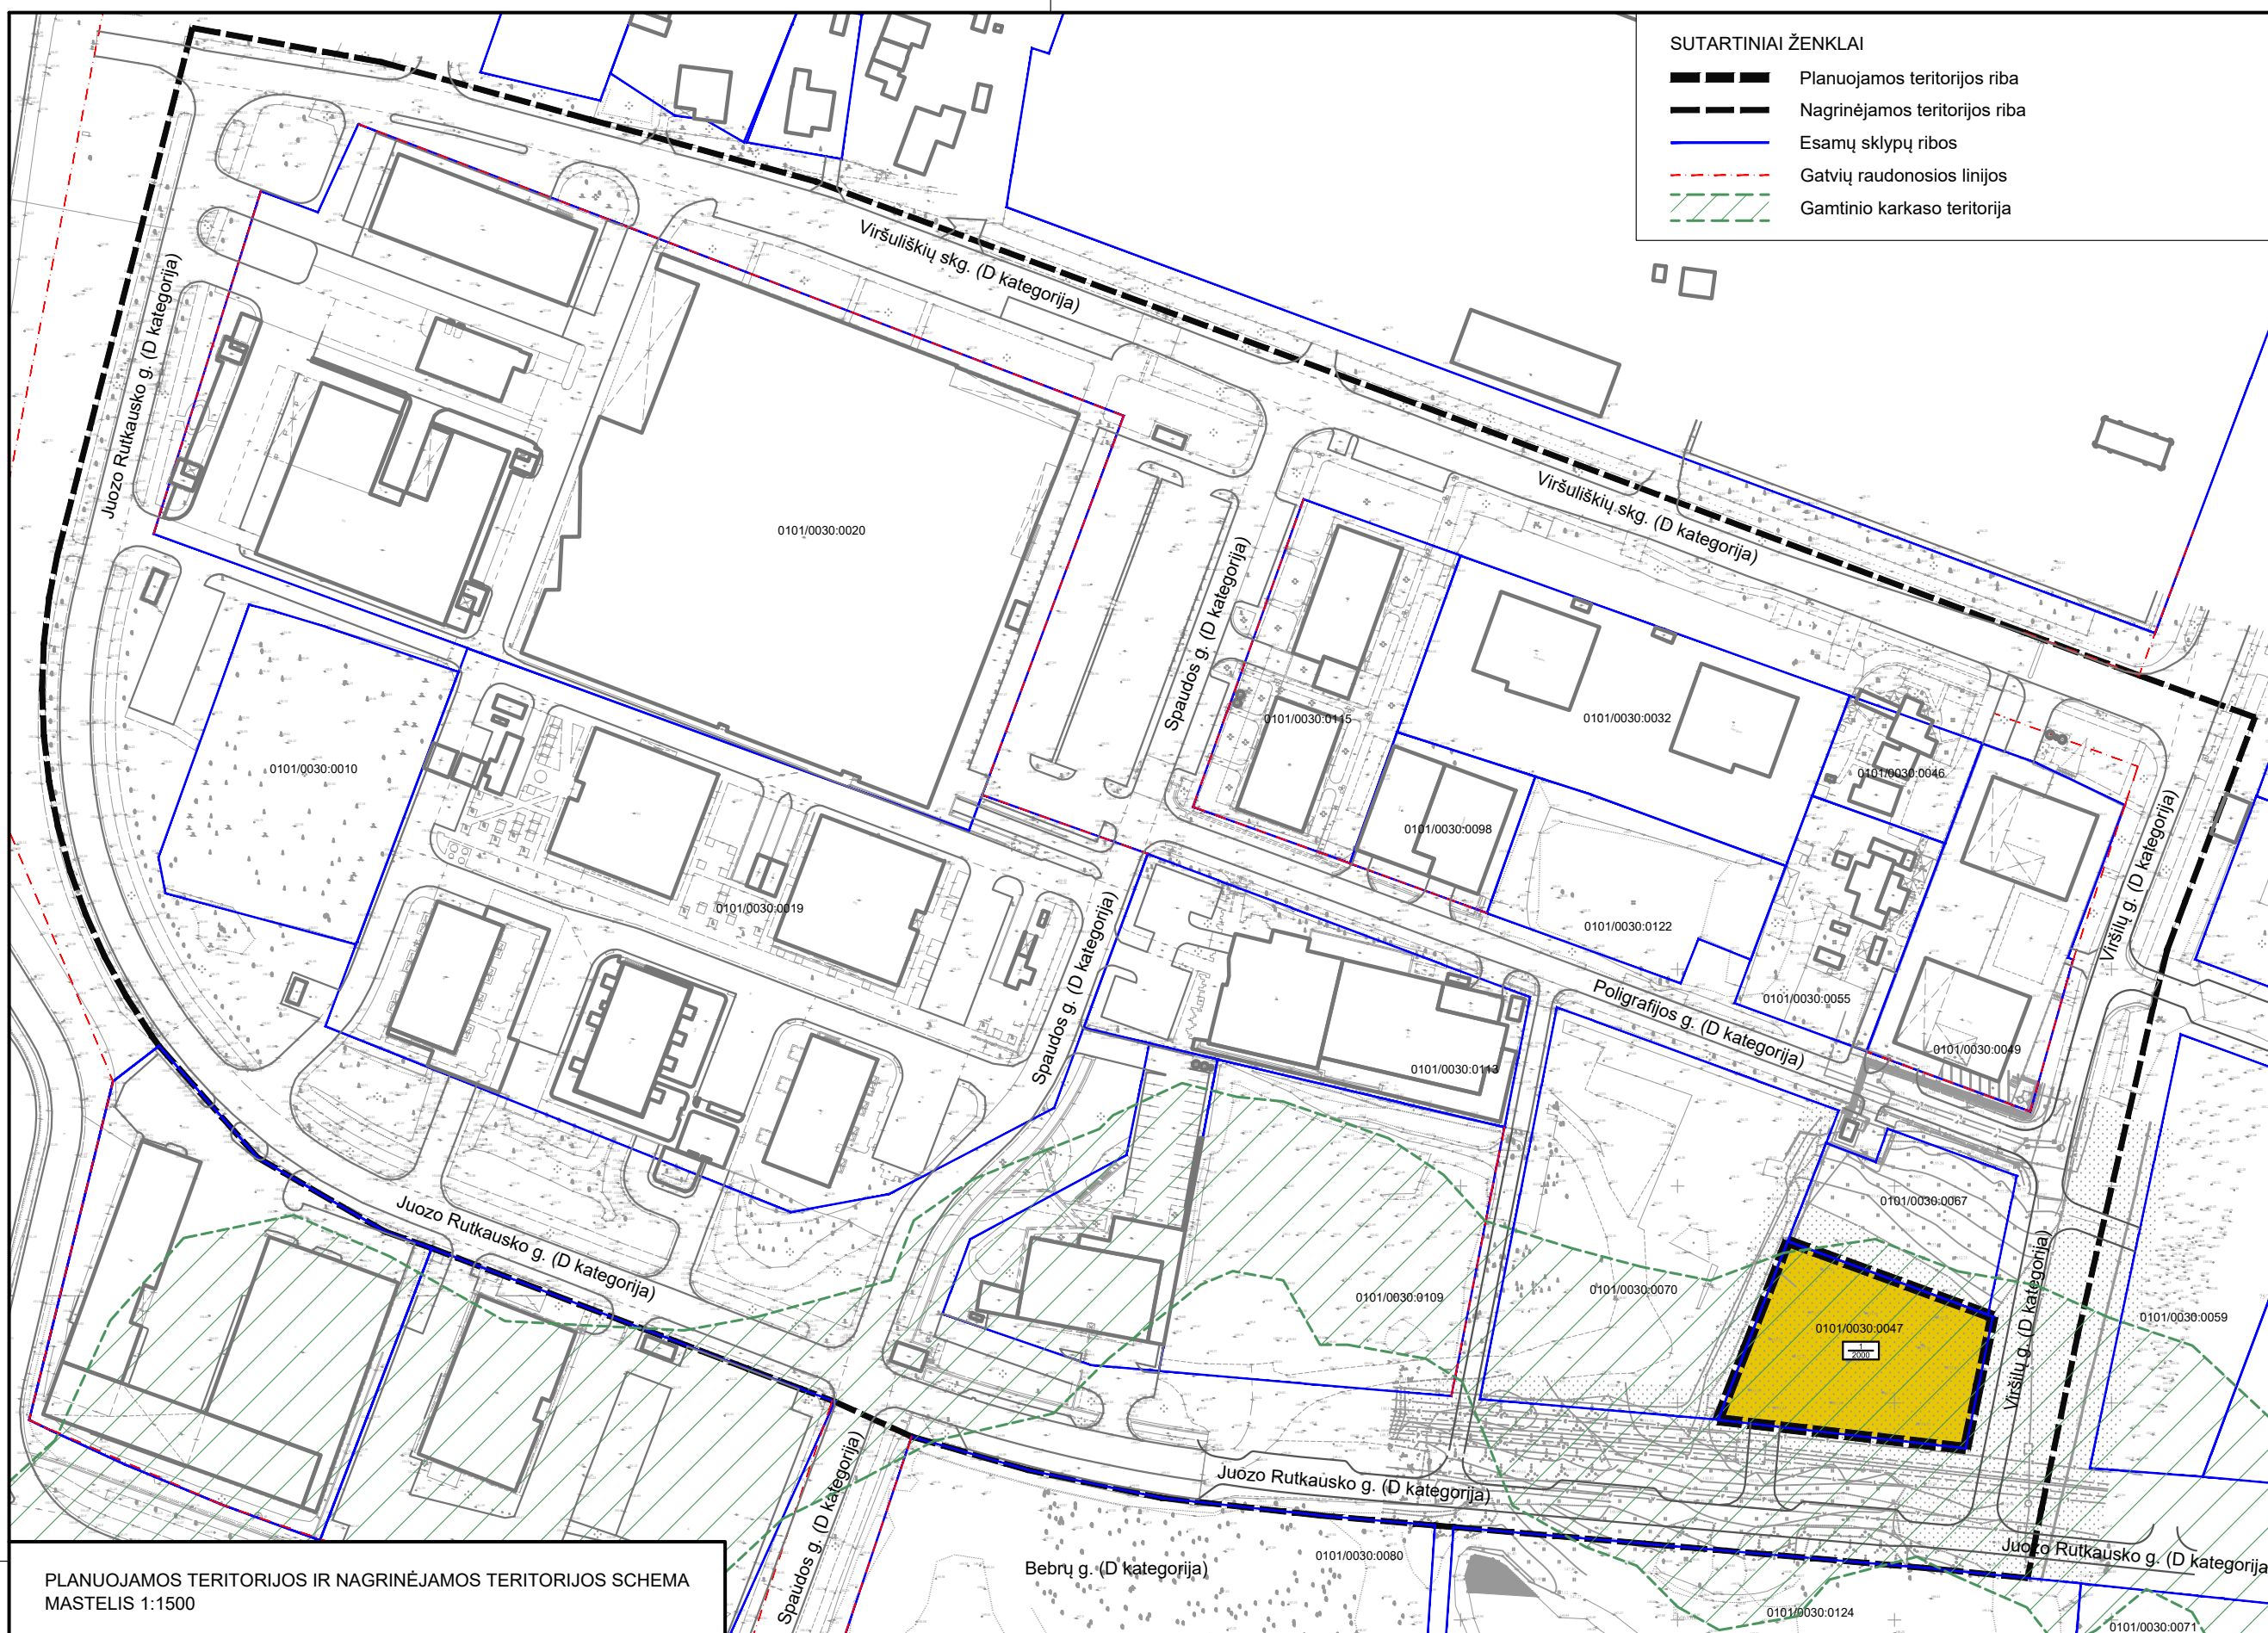 SUTARTINIAI ŽENKLAI
Planuojamos teritorijos riba
Nagrinėjamos teritorijos riba
Esamų sklypų ribos
Gatvių raudonosios linijos
Gamtinio karkaso teritorija
Viršuliškių skg. (D kategorija)
Juozo Rutkausko g. (D kategorija)
0101/0030:0020
Viršuliškių skg. (D kategorija)
Spaudos g. (D kategorija)
0101/0030:0115
0101/0030:0032
0101/0030:0010
0101/0030:0046
0101/0030:0098
Viršilų g. (D kategorija)
0101/0030:0019
0101/0030:0122
Spaudos g. (D kategorija)
0101/0030:0055
Poligrafijos g. (D kategorija)
0101/0030:0049
0101/0030:0113
0101/0030:0067
Juozo Rutkausko g. (D kategorija)
0101/0030:0109
0101/0030:0070
Viršilų g. (D kategorija)
0101/0030:0059
0101/0030:0047
1
2000
Juozo Rutkausko g. (D kategorija)
Spaudos g. (D kategorija)
Bebrų g. (D kategorija)
0101/0030:0080
Juozo Rutkausko g. (D kategorija
0101/0030:0124
0101/0030:0071
PLANUOJAMOS TERITORIJOS IR NAGRINĖJAMOS TERITORIJOS SCHEMA
MASTELIS 1:1500